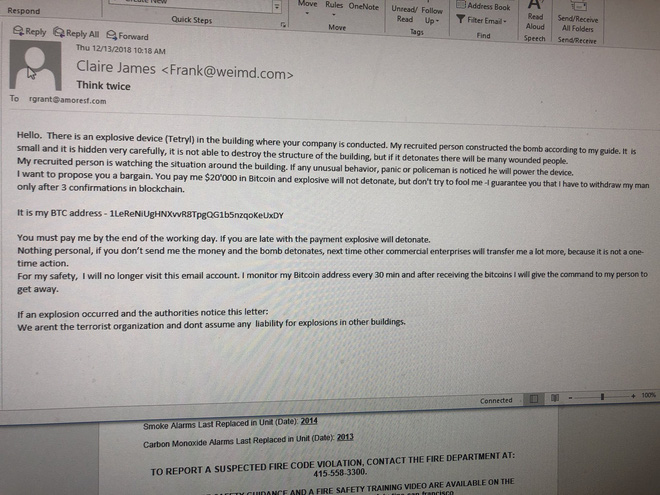 Respond
Quick Steps
Move Rules OneNote
Move
Unread/ Follow
Read Up
Tags
Address Book
Filter Email
Find
Read
Aloud
Speech
Send/Receive
All Folders
Send/Receive
Reply Reply All Forward
Thu 12/13/2018 10:18 AM
Claire James <Frank@weimd.com>
Think twice
To rgrant@amoresf.com
Hello. There is an explosive device (Tetryl) in the building where your company is conducted. My recruited person constructed the bomb according to my guide. It is
small and it is hidden very carefully, it is not able to destroy the structure of the building, but if it detonates there will be many wounded people.
My recruited person is watching the situation around the building. If any unusual behavior, panic or policeman is noticed he will power the device.
I want to propose you a bargain. You pay me $20'000 in Bitcoin and explosive will not detonate, but don't try to fool me -I guarantee you that I have to withdraw my man
only after 3 confirmations in blockchain.
It is my BTC address - 1LeReNiUgHNXvvR8TpgQG1b5nzqoKeUxDY
You must pay me by the end of the working day. If you are late with the payment explosive will detonate.
Nothing personal, if you don't send me the money and the bomb detonates, next time other commercial enterprises will transfer me a lot more, because it is not a one-
time action.
For my safety, I will no longer visit this email account. I monitor my Bitcoin address every 30 min and after receiving the bitcoins I will give the command to my person to
get away.
If an explosion occurred and the authorities notice this letter:
We arent the terrorist organization and dont assume any liability for explosions in other buildings.
Connected 100%
Smoke Alarms Last Replaced in Unit (Date): 2014
Carbon Monoxide Alarms Last Replaced in Unit (Date): 2013
TO REPORT A SUSPECTED FIRE CODE VIOLATION, CONTACT THE FIRE DEPARTMENT AT:
415-558-3300.
SAFETY GUIDANCE AND A FIRE SAFETY TRAINING VIDEO ARE AVAILABLE ON THE